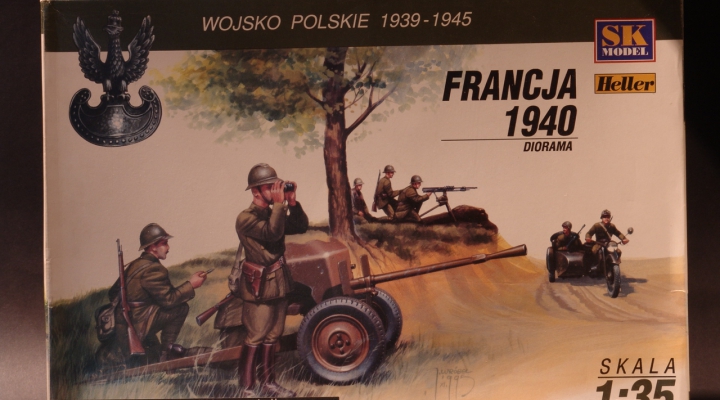 WOJSKO POLSKIE 1939-1945
SK
MODEL
Heller
FRANCJA
1940
DIORAMA
SKALA
1:35